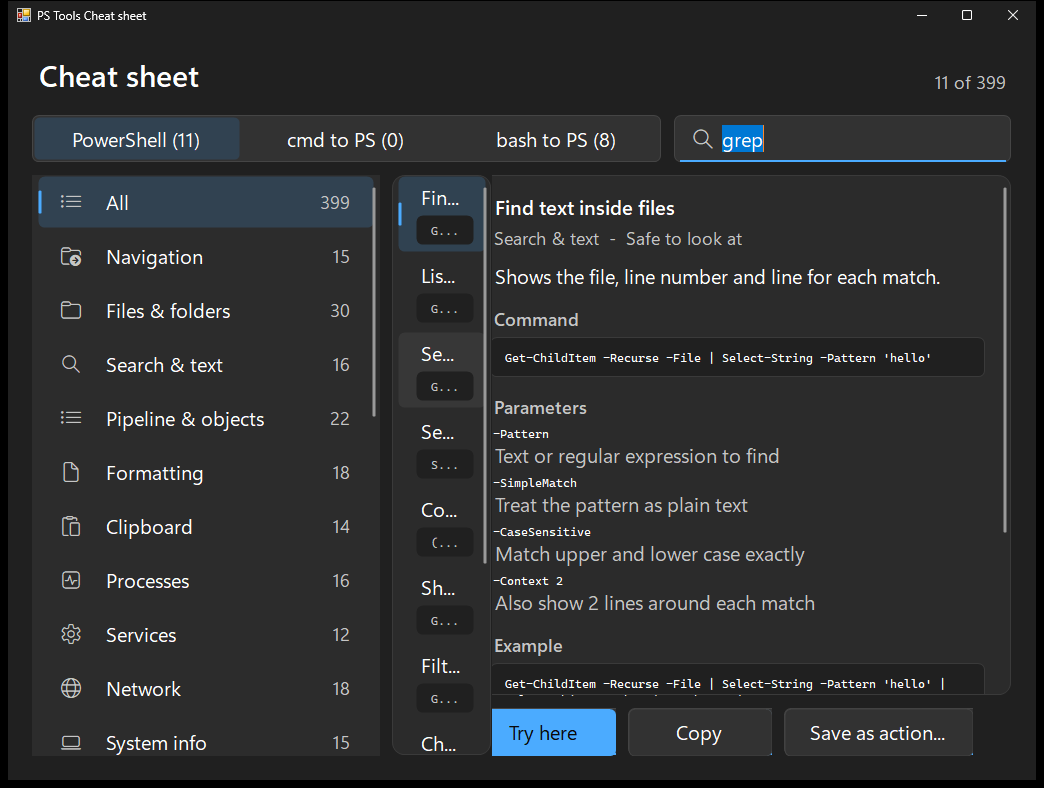 PS Tools Cheat sheet
Cheat sheet
11 of 399
PowerShell (11)
cmd to PS (0)
bash to PS (8)
grep
All 399
Navigation 15
Files & folders 30
Search & text 16
Pipeline & objects 22
Formatting 18
Clipboard 14
Processes 16
Services 12
Network 18
System info 15
Fin...
G...
Lis...
G...
Se...
G...
Se...
S...
Co...
(...
Sh...
G...
Filt...
G...
Ch...
Find text inside files
Search & text - Safe to look at
Shows the file, line number and line for each match.
Command
Get-ChildItem -Recurse -File | Select-String -Pattern 'hello'
Parameters
-Pattern
Text or regular expression to find
-SimpleMatch
Treat the pattern as plain text
-CaseSensitive
Match upper and lower case exactly
-Context 2
Also show 2 lines around each match
Example
Get-ChildItem -Recurse -File | Select-String -Pattern 'hello' |
Try here
Copy
Save as action...